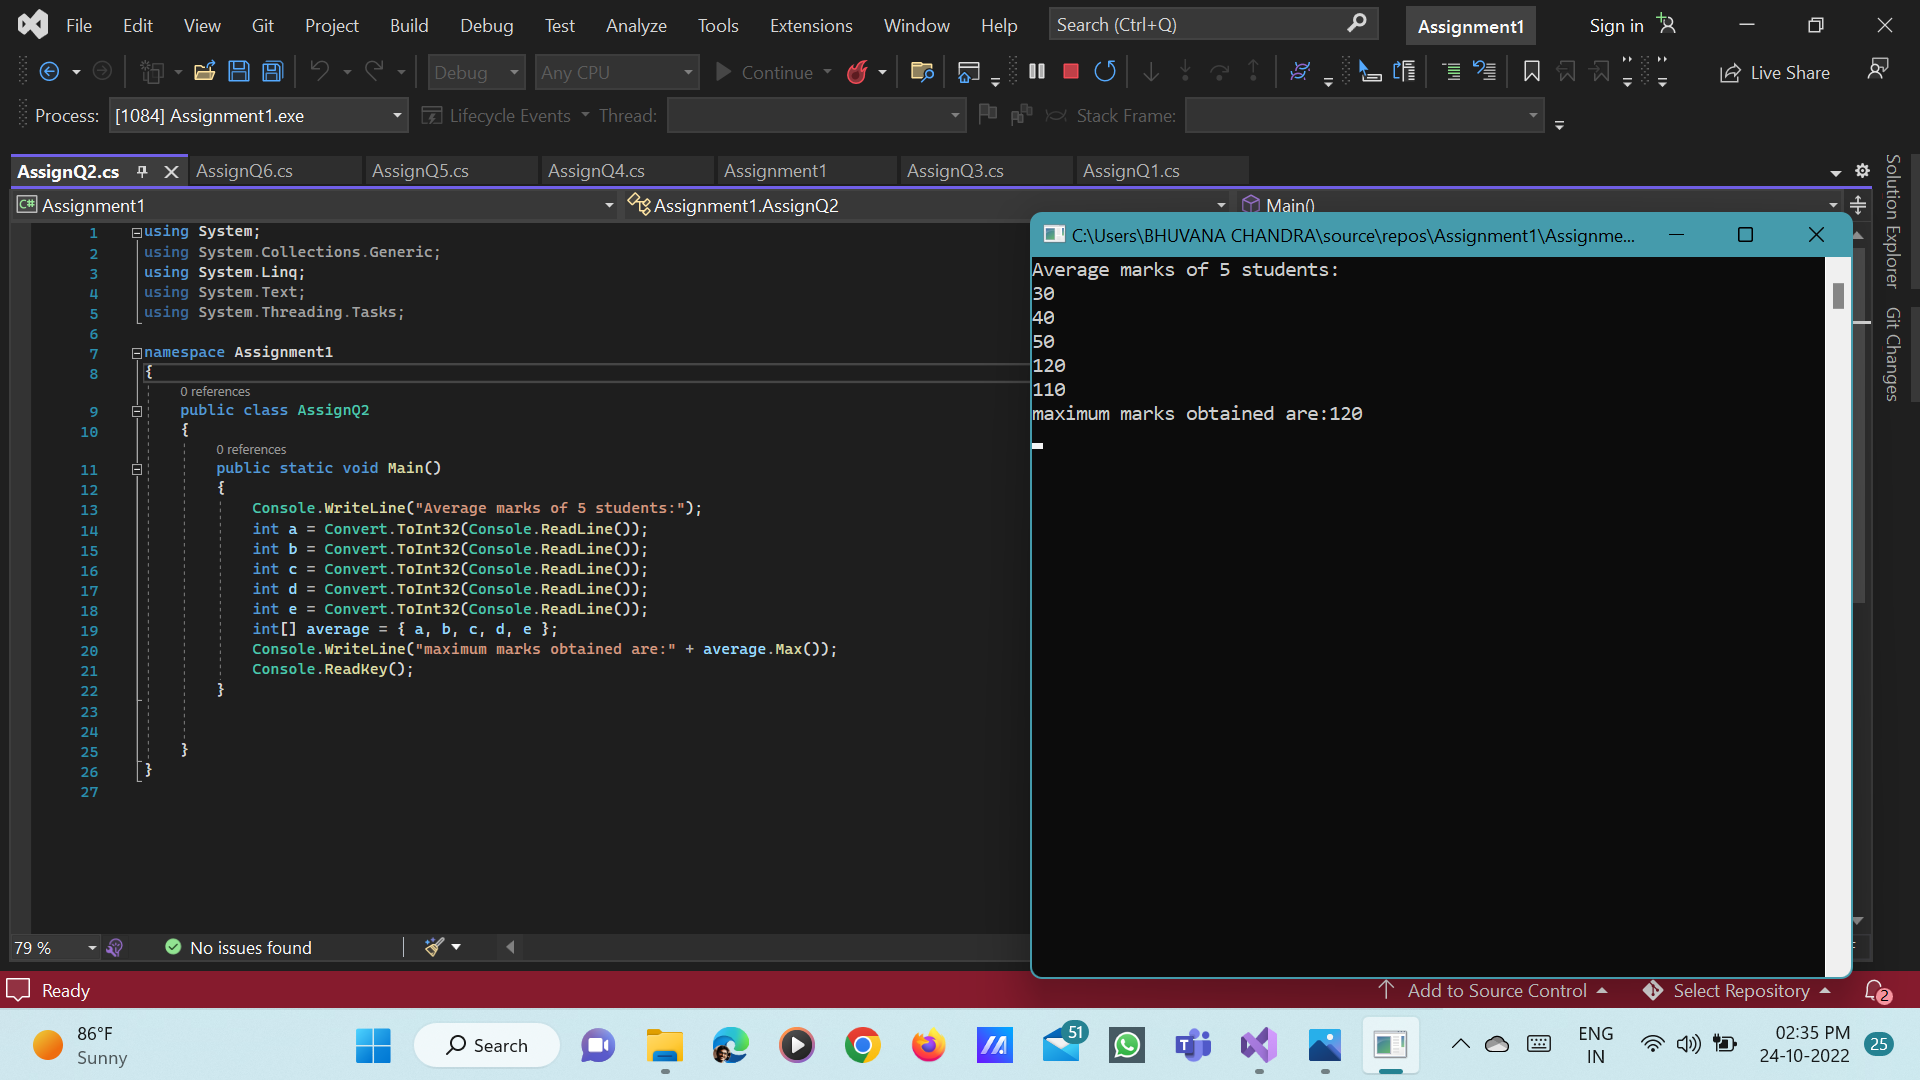 File Edit View Git Project Build Debug Test Analyze Tools Extensions Window Help Search (Ctrl+Q) Assignment1 Sign in
Debug Any CPU Continue Live Share
Process: [1084] Assignment1.exe Lifecycle Events Thread: Stack Frame:
AssignQ2.cs AssignQ6.cs AssignQ5.cs AssignQ4.cs Assignment1 AssignQ3.cs AssignQ1.cs
C# Assignment1 Assignment1.AssignQ2 Main()
1 using System;
2 using System.Collections.Generic;
3 using System.Linq;
4 using System.Text;
5 using System.Threading.Tasks;
6
7 namespace Assignment1
8 {
0 references
9 public class AssignQ2
10 {
0 references
11 public static void Main()
12 {
13 Console.WriteLine("Average marks of 5 students:");
14 int a = Convert.ToInt32(Console.ReadLine());
15 int b = Convert.ToInt32(Console.ReadLine());
16 int c = Convert.ToInt32(Console.ReadLine());
17 int d = Convert.ToInt32(Console.ReadLine());
18 int e = Convert.ToInt32(Console.ReadLine());
19 int[] average = { a, b, c, d, e };
20 Console.WriteLine("maximum marks obtained are:" + average.Max());
21 Console.ReadKey();
22 }
23
24
25 }
26 }
27
C:\Users\BHUVANA CHANDRA\source\repos\Assignment1\Assignme...
Average marks of 5 students:
30
40
50
120
110
maximum marks obtained are:120
Solution Explorer
Git Changes
79 % No issues found
Ready Add to Source Control Select Repository 2
86°F
Sunny
Search
51
ENG
IN
02:35 PM
24-10-2022
25